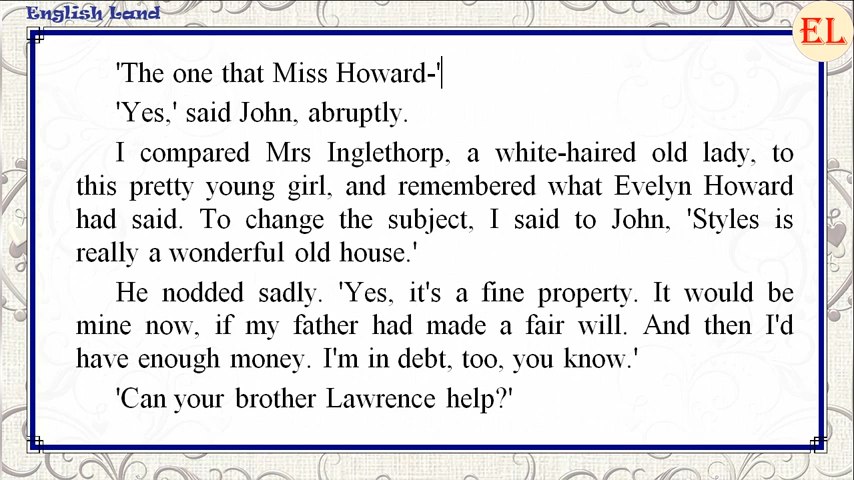 English Land
EL
'The one that Miss Howard-'
'Yes,' said John, abruptly.
I compared Mrs Inglethorp, a white-haired old lady, to
this pretty young girl, and remembered what Evelyn Howard
had said. To change the subject, I said to John, 'Styles is
really a wonderful old house.'
He nodded sadly. 'Yes, it's a fine property. It would be
mine now, if my father had made a fair will. And then I'd
have enough money. I'm in debt, too, you know.'
'Can your brother Lawrence help?'